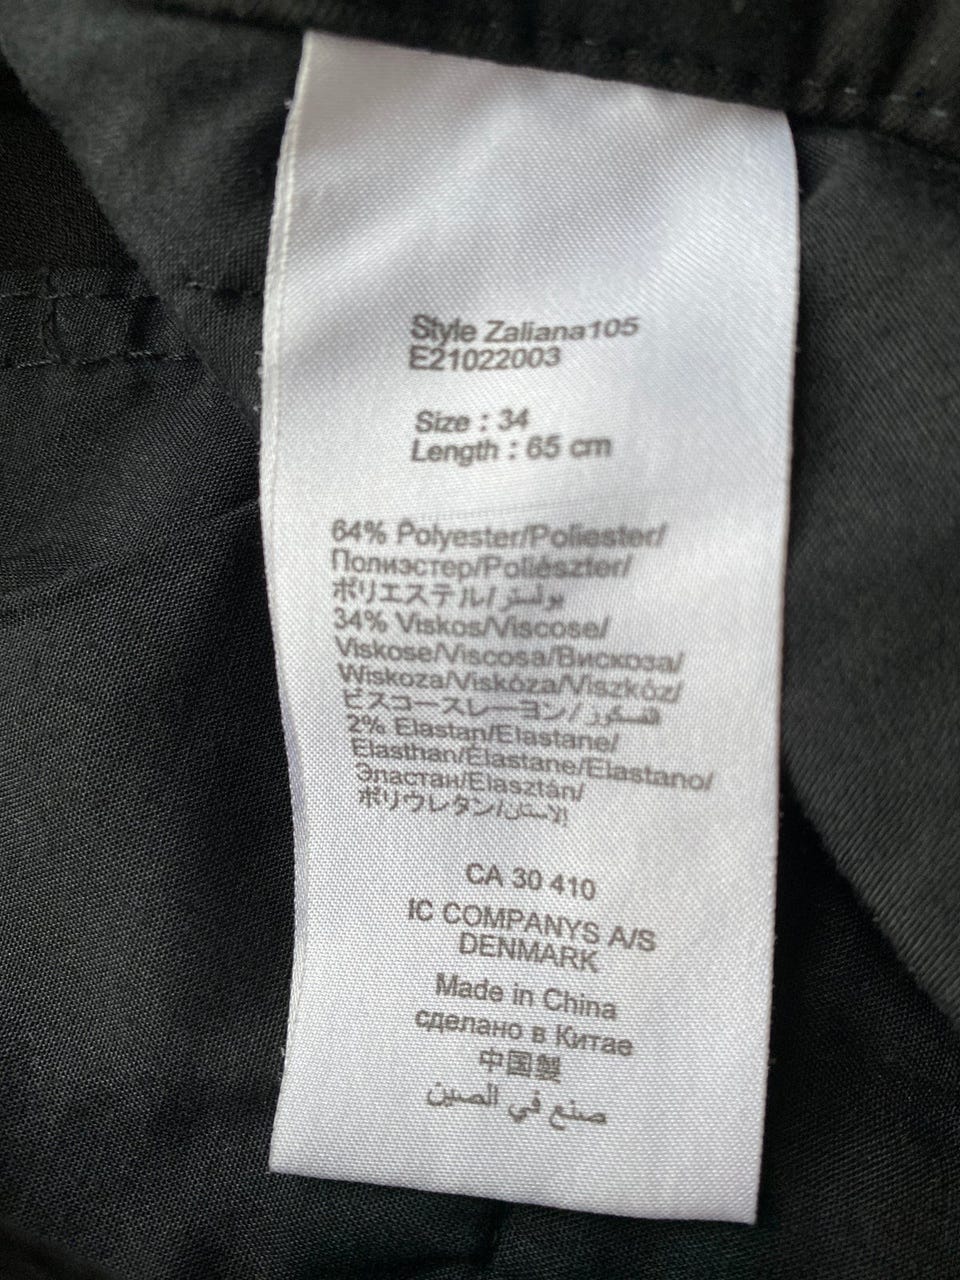 Style Zaliana105
E21022003
Size : 34
Length : 65 cm
64% Polyester/Poliester/
Полиэстер/Poliészter/
ポリエステル/بولستر
34% Viskos/Viscose/
Viskose/Viscosa/Вискоза/
Wiskoza/Viskóza/Viszkóz/
ビスコースレーヨン/
2% Elastan/Elastane/
Elasthan/Élastane/Elastano/
Эластан/Elasztán/
ポリウレタン/
CA 30 410
IC COMPANYS A/S
DENMARK
Made in China
сделано в Китае
中国製
صنع في الصين